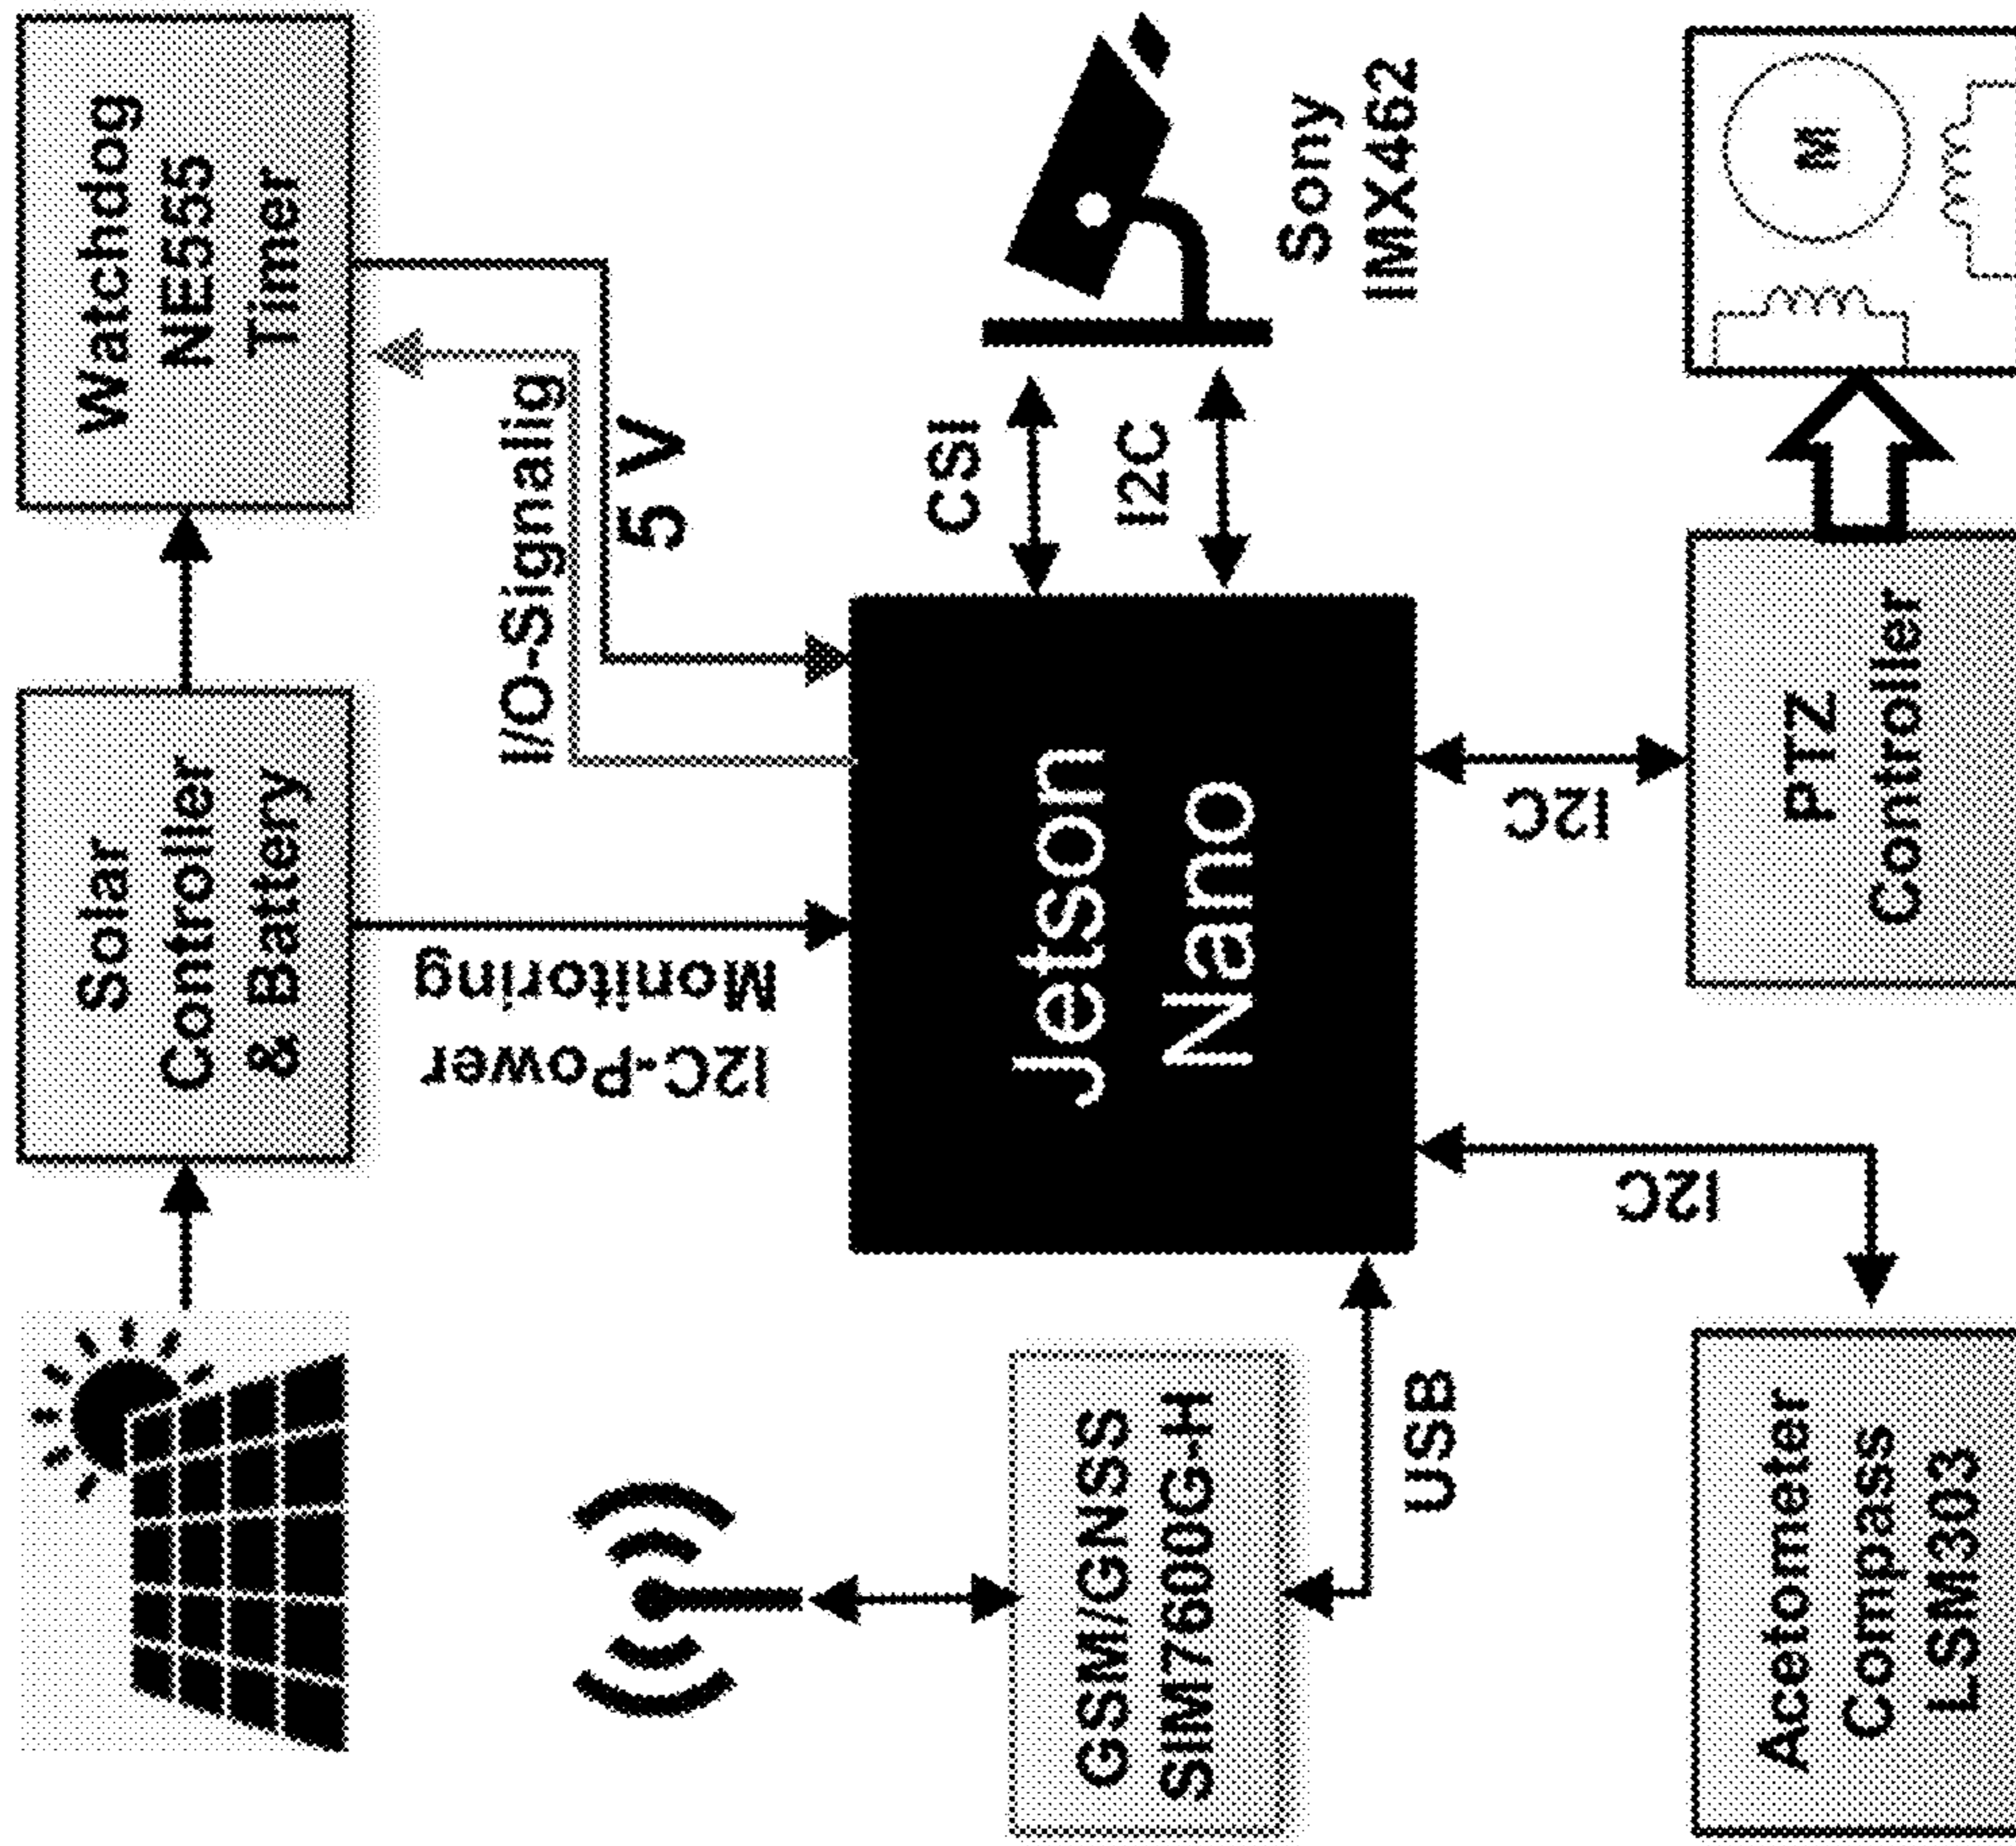 Solar
Controller
& Battery
Watchdog
NE555
Timer
I2C-Power
Monitoring
I/O-Signalig
5 V
GSM/GNSS
SIM7600G-H
USB
Jetson
Nano
CSI
I2C
Sony
IMX462
I2C
I2C
Acetometer
Compass
LSM303
PTZ
Controller
M